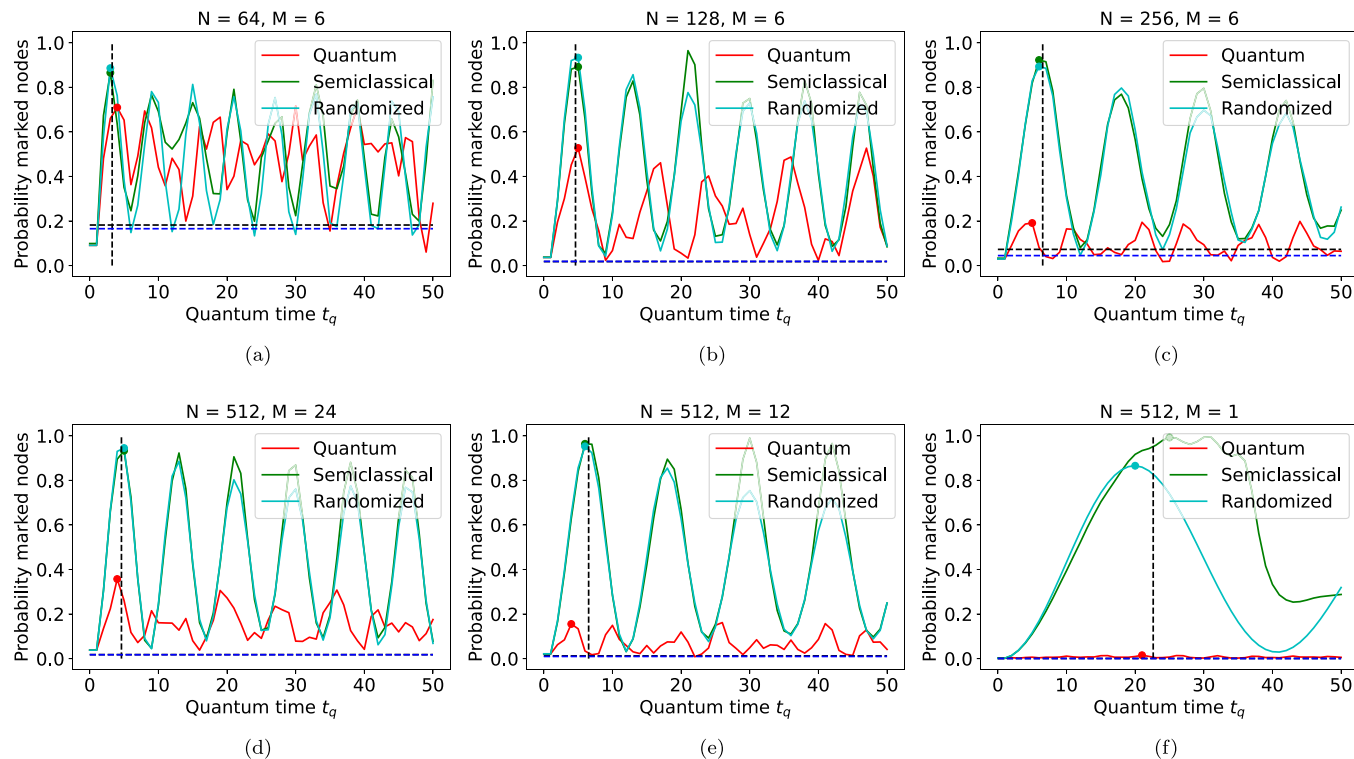 N = 64, M = 6
Probability marked nodes
1.0
0.8
0.6
0.4
0.2
0.0
Quantum
Semiclassical
Randomized
0 10 20 30 40 50
Quantum time t_q
(a)
N = 128, M = 6
Probability marked nodes
1.0
0.8
0.6
0.4
0.2
0.0
Quantum
Semiclassical
Randomized
0 10 20 30 40 50
Quantum time t_q
(b)
N = 256, M = 6
Probability marked nodes
1.0
0.8
0.6
0.4
0.2
0.0
Quantum
Semiclassical
Randomized
0 10 20 30 40 50
Quantum time t_q
(c)
N = 512, M = 24
Probability marked nodes
1.0
0.8
0.6
0.4
0.2
0.0
Quantum
Semiclassical
Randomized
0 10 20 30 40 50
Quantum time t_q
(d)
N = 512, M = 12
Probability marked nodes
1.0
0.8
0.6
0.4
0.2
0.0
Quantum
Semiclassical
Randomized
0 10 20 30 40 50
Quantum time t_q
(e)
N = 512, M = 1
Probability marked nodes
1.0
0.8
0.6
0.4
0.2
0.0
Quantum
Semiclassical
Randomized
0 10 20 30 40 50
Quantum time t_q
(f)